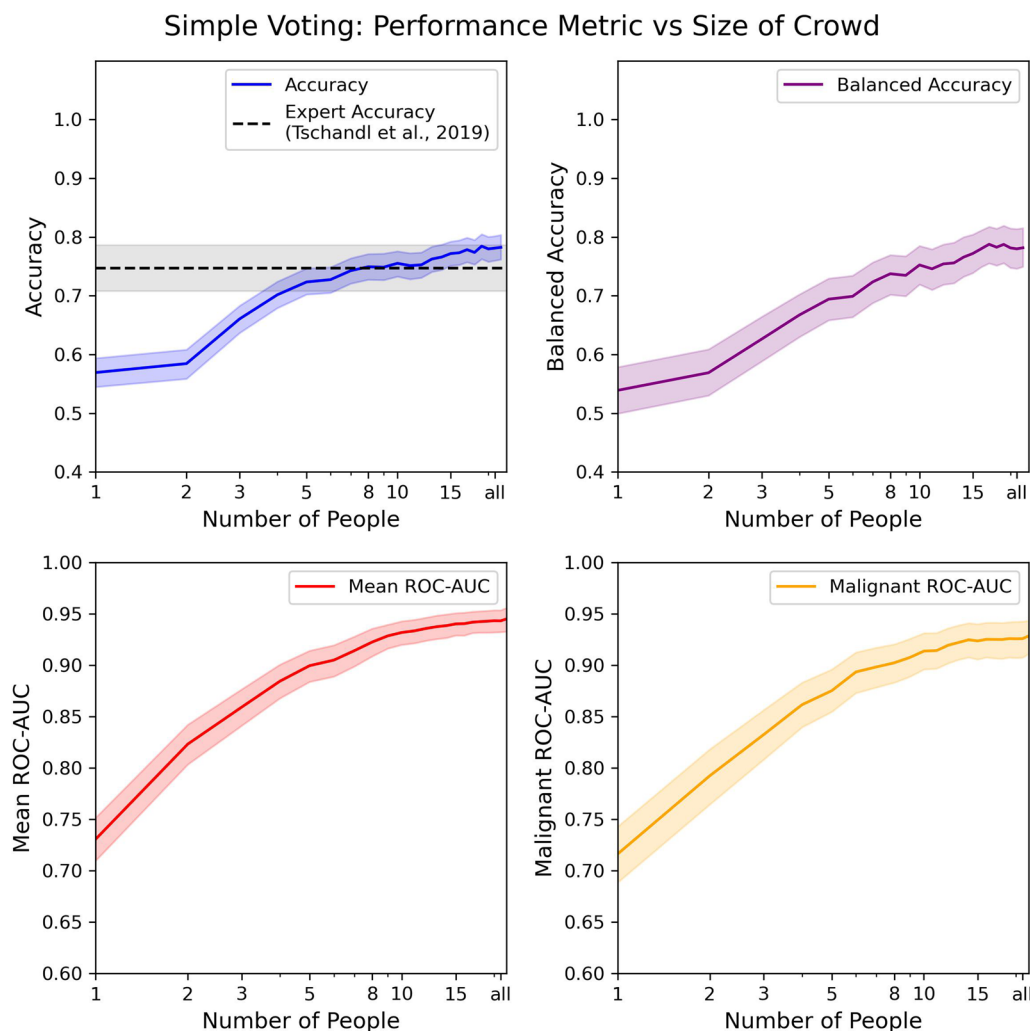 Simple Voting: Performance Metric vs Size of Crowd
Accuracy
Expert Accuracy
(Tschandl et al., 2019)
1.0
0.9
0.8
0.7
0.6
0.5
0.4
Accuracy
1 2 3 5 8 10 15 all
Number of People
Balanced Accuracy
1.0
0.9
0.8
0.7
0.6
0.5
0.4
Balanced Accuracy
1 2 3 5 8 10 15 all
Number of People
Mean ROC-AUC
1.00
0.95
0.90
0.85
0.80
0.75
0.70
0.65
0.60
Mean ROC-AUC
1 2 3 5 8 10 15 all
Number of People
Malignant ROC-AUC
1.00
0.95
0.90
0.85
0.80
0.75
0.70
0.65
0.60
Malignant ROC-AUC
1 2 3 5 8 10 15 all
Number of People